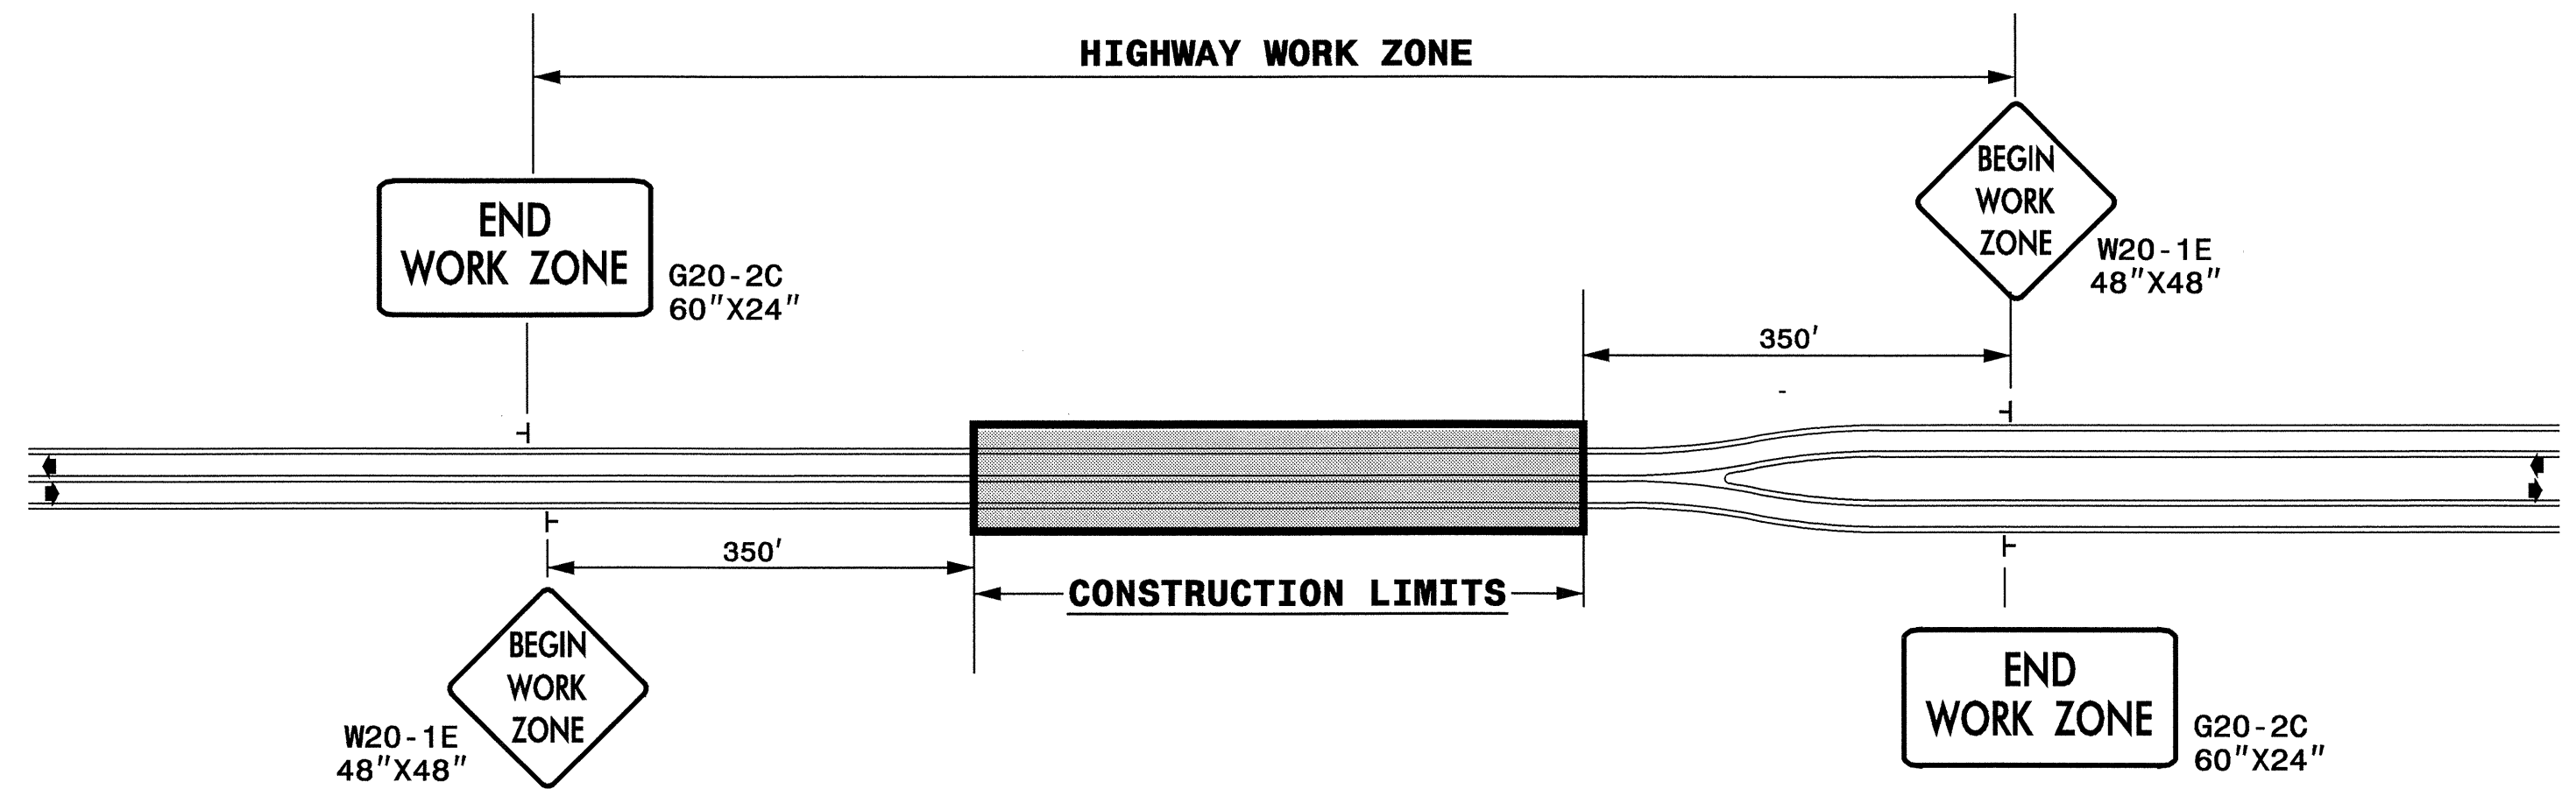 HIGHWAY WORK ZONE
BEGIN
WORK
ZONE
W20-1E
48"X48"
END
WORK ZONE
G20-2C
60"X24"
350'
350'
CONSTRUCTION LIMITS
BEGIN
WORK
ZONE
W20-1E
48"X48"
END
WORK ZONE
G20-2C
60"X24"